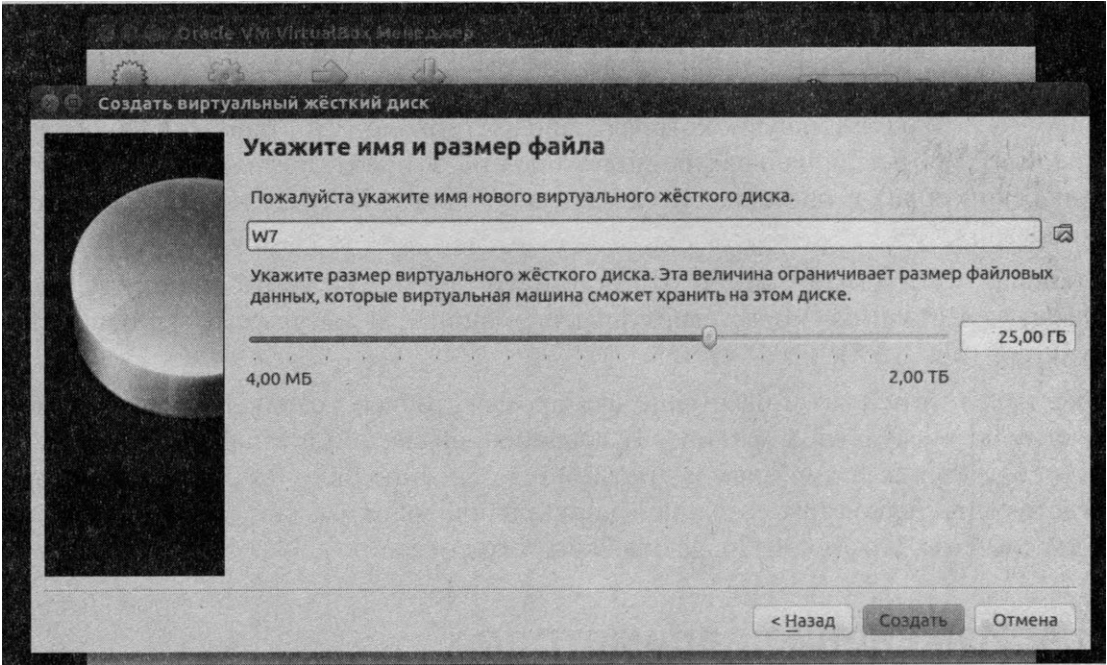 Oracle VM VirtualBox Менеджер
Создать виртуальный жёсткий диск
Укажите имя и размер файла
Пожалуйста укажите имя нового виртуального жёсткого диска.
W7
Укажите размер виртуального жёсткого диска. Эта величина ограничивает размер файловых
данных, которые виртуальная машина сможет хранить на этом диске.
25,00 ГБ
4,00 МБ 2,00 ТБ
< Назад Создать Отмена